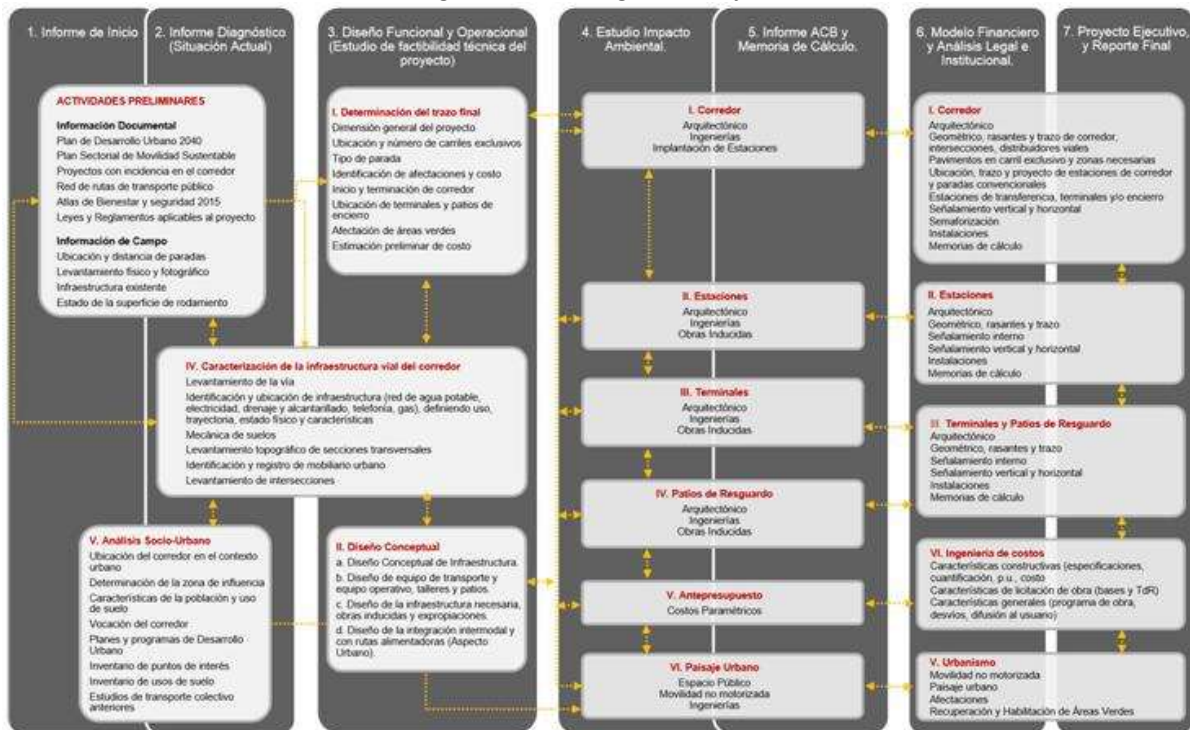 1. Informe de Inicio
2. Informe Diagnóstico
(Situación Actual)
3. Diseño Funcional y Operacional
(Estudio de factibilidad técnica del
proyecto)
4. Estudio Impacto
Ambiental.
5. Informe ACB y
Memoria de Cálculo.
6. Modelo Financiero
y Análisis Legal e
Institucional.
7. Proyecto Ejecutivo,
y Reporte Final
ACTIVIDADES PRELIMINARES
Información Documental
Plan de Desarrollo Urbano 2040
Plan Sectorial de Movilidad Sustentable
Proyectos con incidencia en el corredor
Red de rutas de transporte público
Atlas de Bienestar y seguridad 2015
Leyes y Reglamentos aplicables al proyecto
Información de Campo
Ubicación y distancia de paradas
Levantamiento físico y fotográfico
Infraestructura existente
Estado de la superficie de rodamiento
I. Determinación del trazo final
Dimensión general del proyecto
Ubicación y número de carriles exclusivos
Tipo de parada
Identificación de afectaciones y costo
Inicio y terminación de corredor
Ubicación de terminales y patios de
encierro
Afectación de áreas verdes
Estimación preliminar de costo
IV. Caracterización de la infraestructura vial del corredor
Levantamiento de la vía
Identificación y ubicación de infraestructura (red de agua potable,
electricidad, drenaje y alcantarillado, telefonía, gas), definiendo uso,
trayectoria, estado físico y características
Mecánica de suelos
Levantamiento topográfico de secciones transversales
Identificación y registro de mobiliario urbano
Levantamiento de intersecciones
V. Análisis Socio-Urbano
Ubicación del corredor en el contexto
urbano
Determinación de la zona de influencia
Características de la población y uso
de suelo
Vocación del corredor
Planes y programas de Desarrollo
Urbano
Inventario de puntos de interés
Inventario de usos de suelo
Estudios de transporte colectivo
anteriores
II. Diseño Conceptual
a. Diseño Conceptual de Infraestructura.
b. Diseño de equipo de transporte y
equipo operativo, talleres y patios.
c. Diseño de la infraestructura necesaria,
obras inducidas y expropiaciones.
d. Diseño de la integración intermodal y
con rutas alimentadoras (Aspecto
Urbano).
I. Corredor
Arquitectónico
Ingenierías
Implantación de Estaciones
II. Estaciones
Arquitectónico
Ingenierías
Obras Inducidas
III. Terminales
Arquitectónico
Ingenierías
Obras Inducidas
IV. Patios de Resguardo
Arquitectónico
Ingenierías
Obras Inducidas
V. Antepresupuesto
Costos Paramétricos
VI. Paisaje Urbano
Espacio Público
Movilidad no motorizada
Ingenierías
I. Corredor
Arquitectónico
Geométrico, rasantes y trazo de corredor,
intersecciones, distribuidores viales
Pavimentos en carril exclusivo y zonas necesarias
Ubicación, trazo y proyecto de estaciones de corredor
y paradas convencionales
Estaciones de transferencia, terminales y/o encierro
Señalamiento vertical y horizontal
Semaforización
Instalaciones
Memorias de cálculo
II. Estaciones
Arquitectónico
Geométrico, rasantes y trazo
Señalamiento interno
Señalamiento vertical y horizontal
Instalaciones
Memorias de cálculo
III. Terminales y Patios de Resguardo
Arquitectónico
Geométrico, rasantes y trazo
Señalamiento interno
Señalamiento vertical y horizontal
Instalaciones
Memorias de cálculo
VI. Ingeniería de costos
Características constructivas (especificaciones,
cuantificación, p.u., costo
Características de licitación de obra (bases y TdR)
Características generales (programa de obra,
desvíos, difusión al usuario)
V. Urbanismo
Movilidad no motorizada
Paisaje urbano
Afectaciones
Recuperación y Habilitación de Áreas Verdes